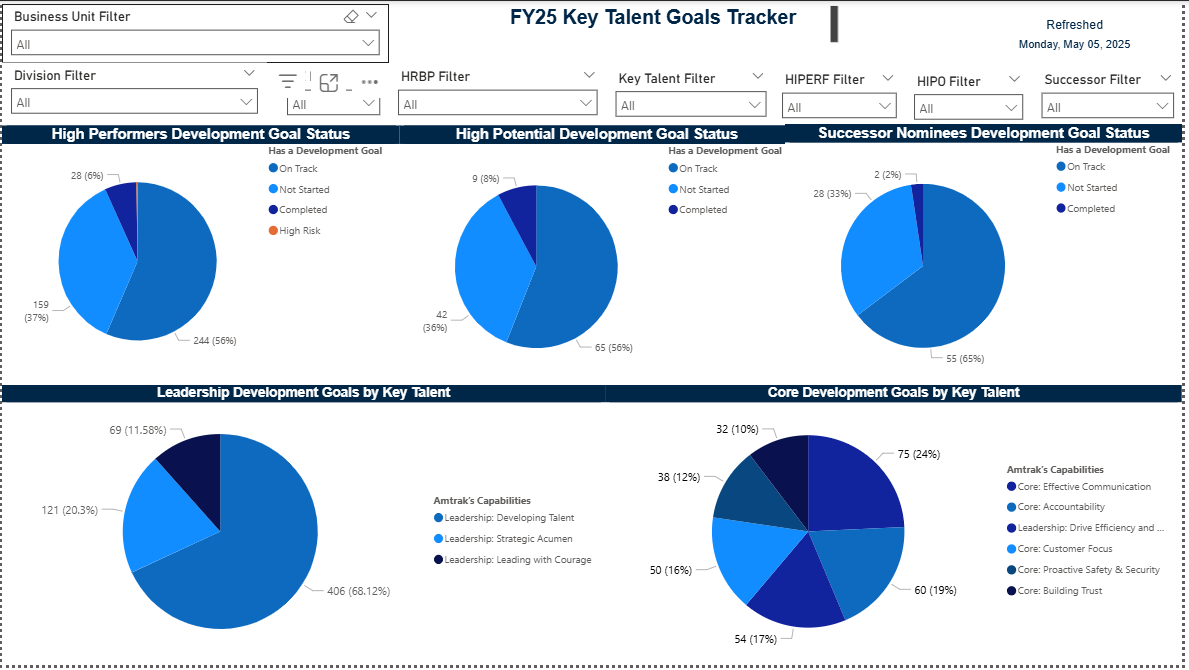 Business Unit Filter
All
FY25 Key Talent Goals Tracker
Refreshed
Monday, May 05, 2025
Division Filter
All
All
HRBP Filter
All
Key Talent Filter
All
HIPERF Filter
All
HIPO Filter
All
Successor Filter
All
High Performers Development Goal Status
Has a Development Goal
On Track
Not Started
Completed
High Risk
28 (6%)
159
(37%)
244 (56%)
High Potential Development Goal Status
Has a Development Goal
On Track
Not Started
Completed
9 (8%)
42
(36%)
65 (56%)
Successor Nominees Development Goal Status
Has a Development Goal
On Track
Not Started
Completed
2 (2%)
28 (33%)
55 (65%)
Leadership Development Goals by Key Talent
69 (11.58%)
121 (20.3%)
406 (68.12%)
Amtrak's Capabilities
Leadership: Developing Talent
Leadership: Strategic Acumen
Leadership: Leading with Courage
Core Development Goals by Key Talent
32 (10%)
75 (24%)
38 (12%)
50 (16%)
60 (19%)
54 (17%)
Amtrak's Capabilities
Core: Effective Communication
Core: Accountability
Leadership: Drive Efficiency and ...
Core: Customer Focus
Core: Proactive Safety & Security
Core: Building Trust